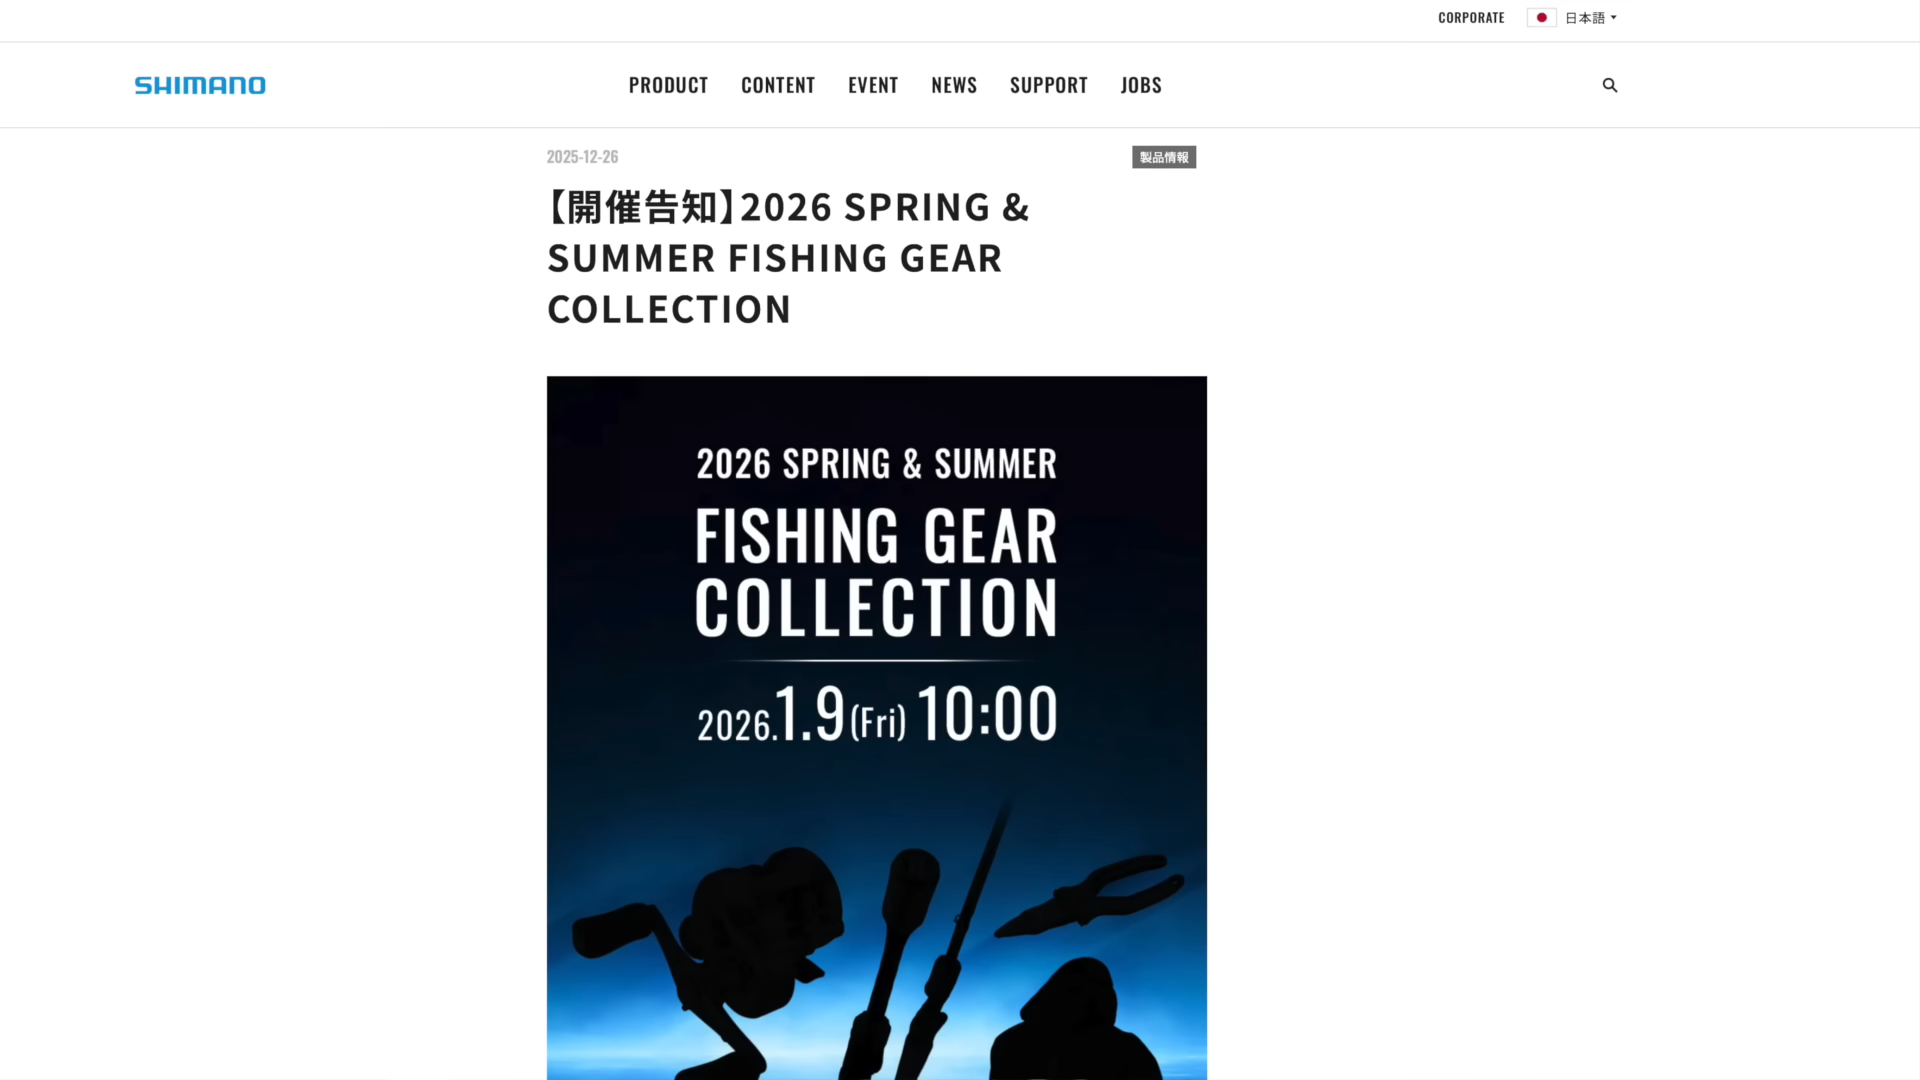 CORPORATE 日本語
SHIMANO PRODUCT CONTENT EVENT NEWS SUPPORT JOBS
2025-12-26 製品情報
【開催告知】2026 SPRING &
SUMMER FISHING GEAR
COLLECTION
2026 SPRING & SUMMER
FISHING GEAR
COLLECTION
2026.1.9(Fri) 10:00